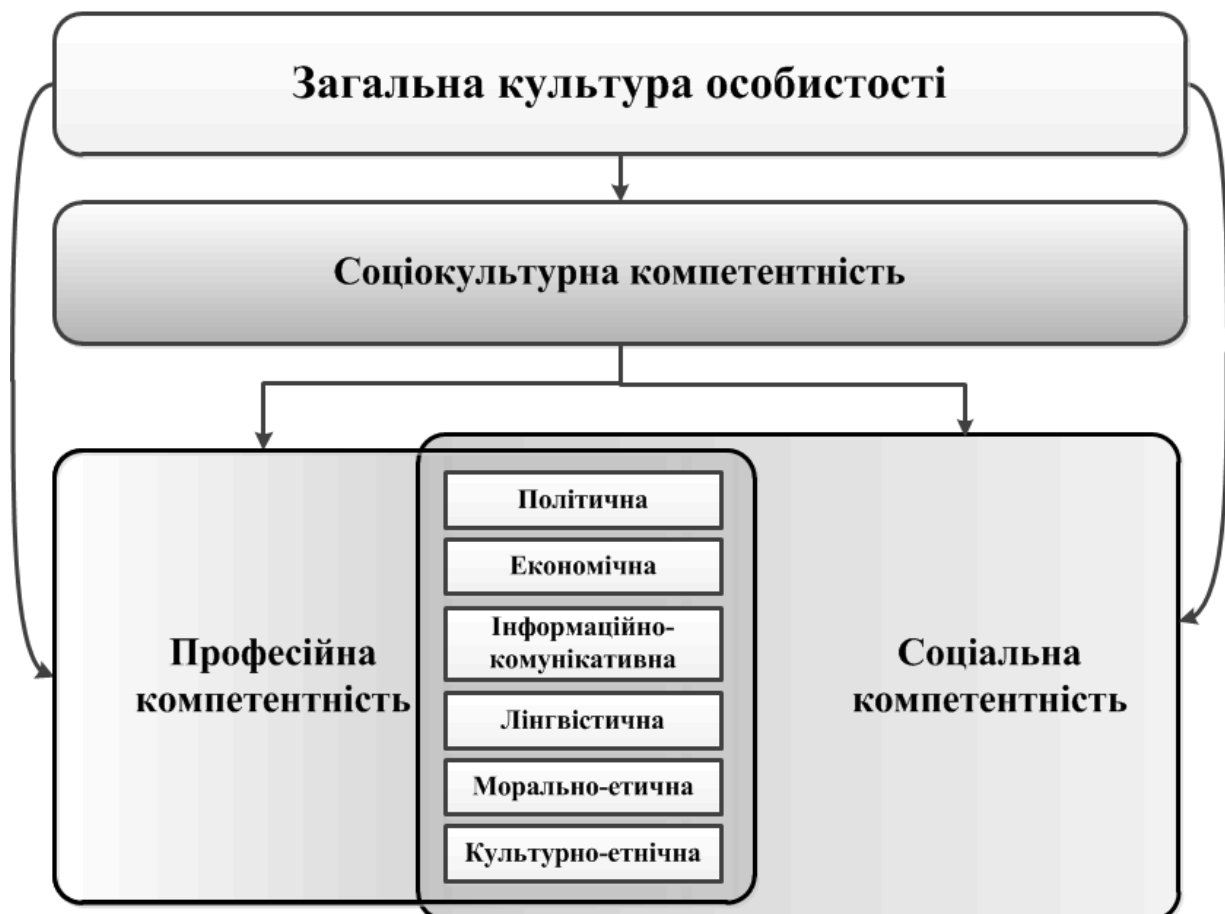 Загальна культура особистості
Соціокультурна компетентність
Професійна
компетентність
Політична
Економічна
Інформаційно-
комунікативна
Лінгвістична
Морально-етична
Культурно-етнічна
Соціальна
компетентність